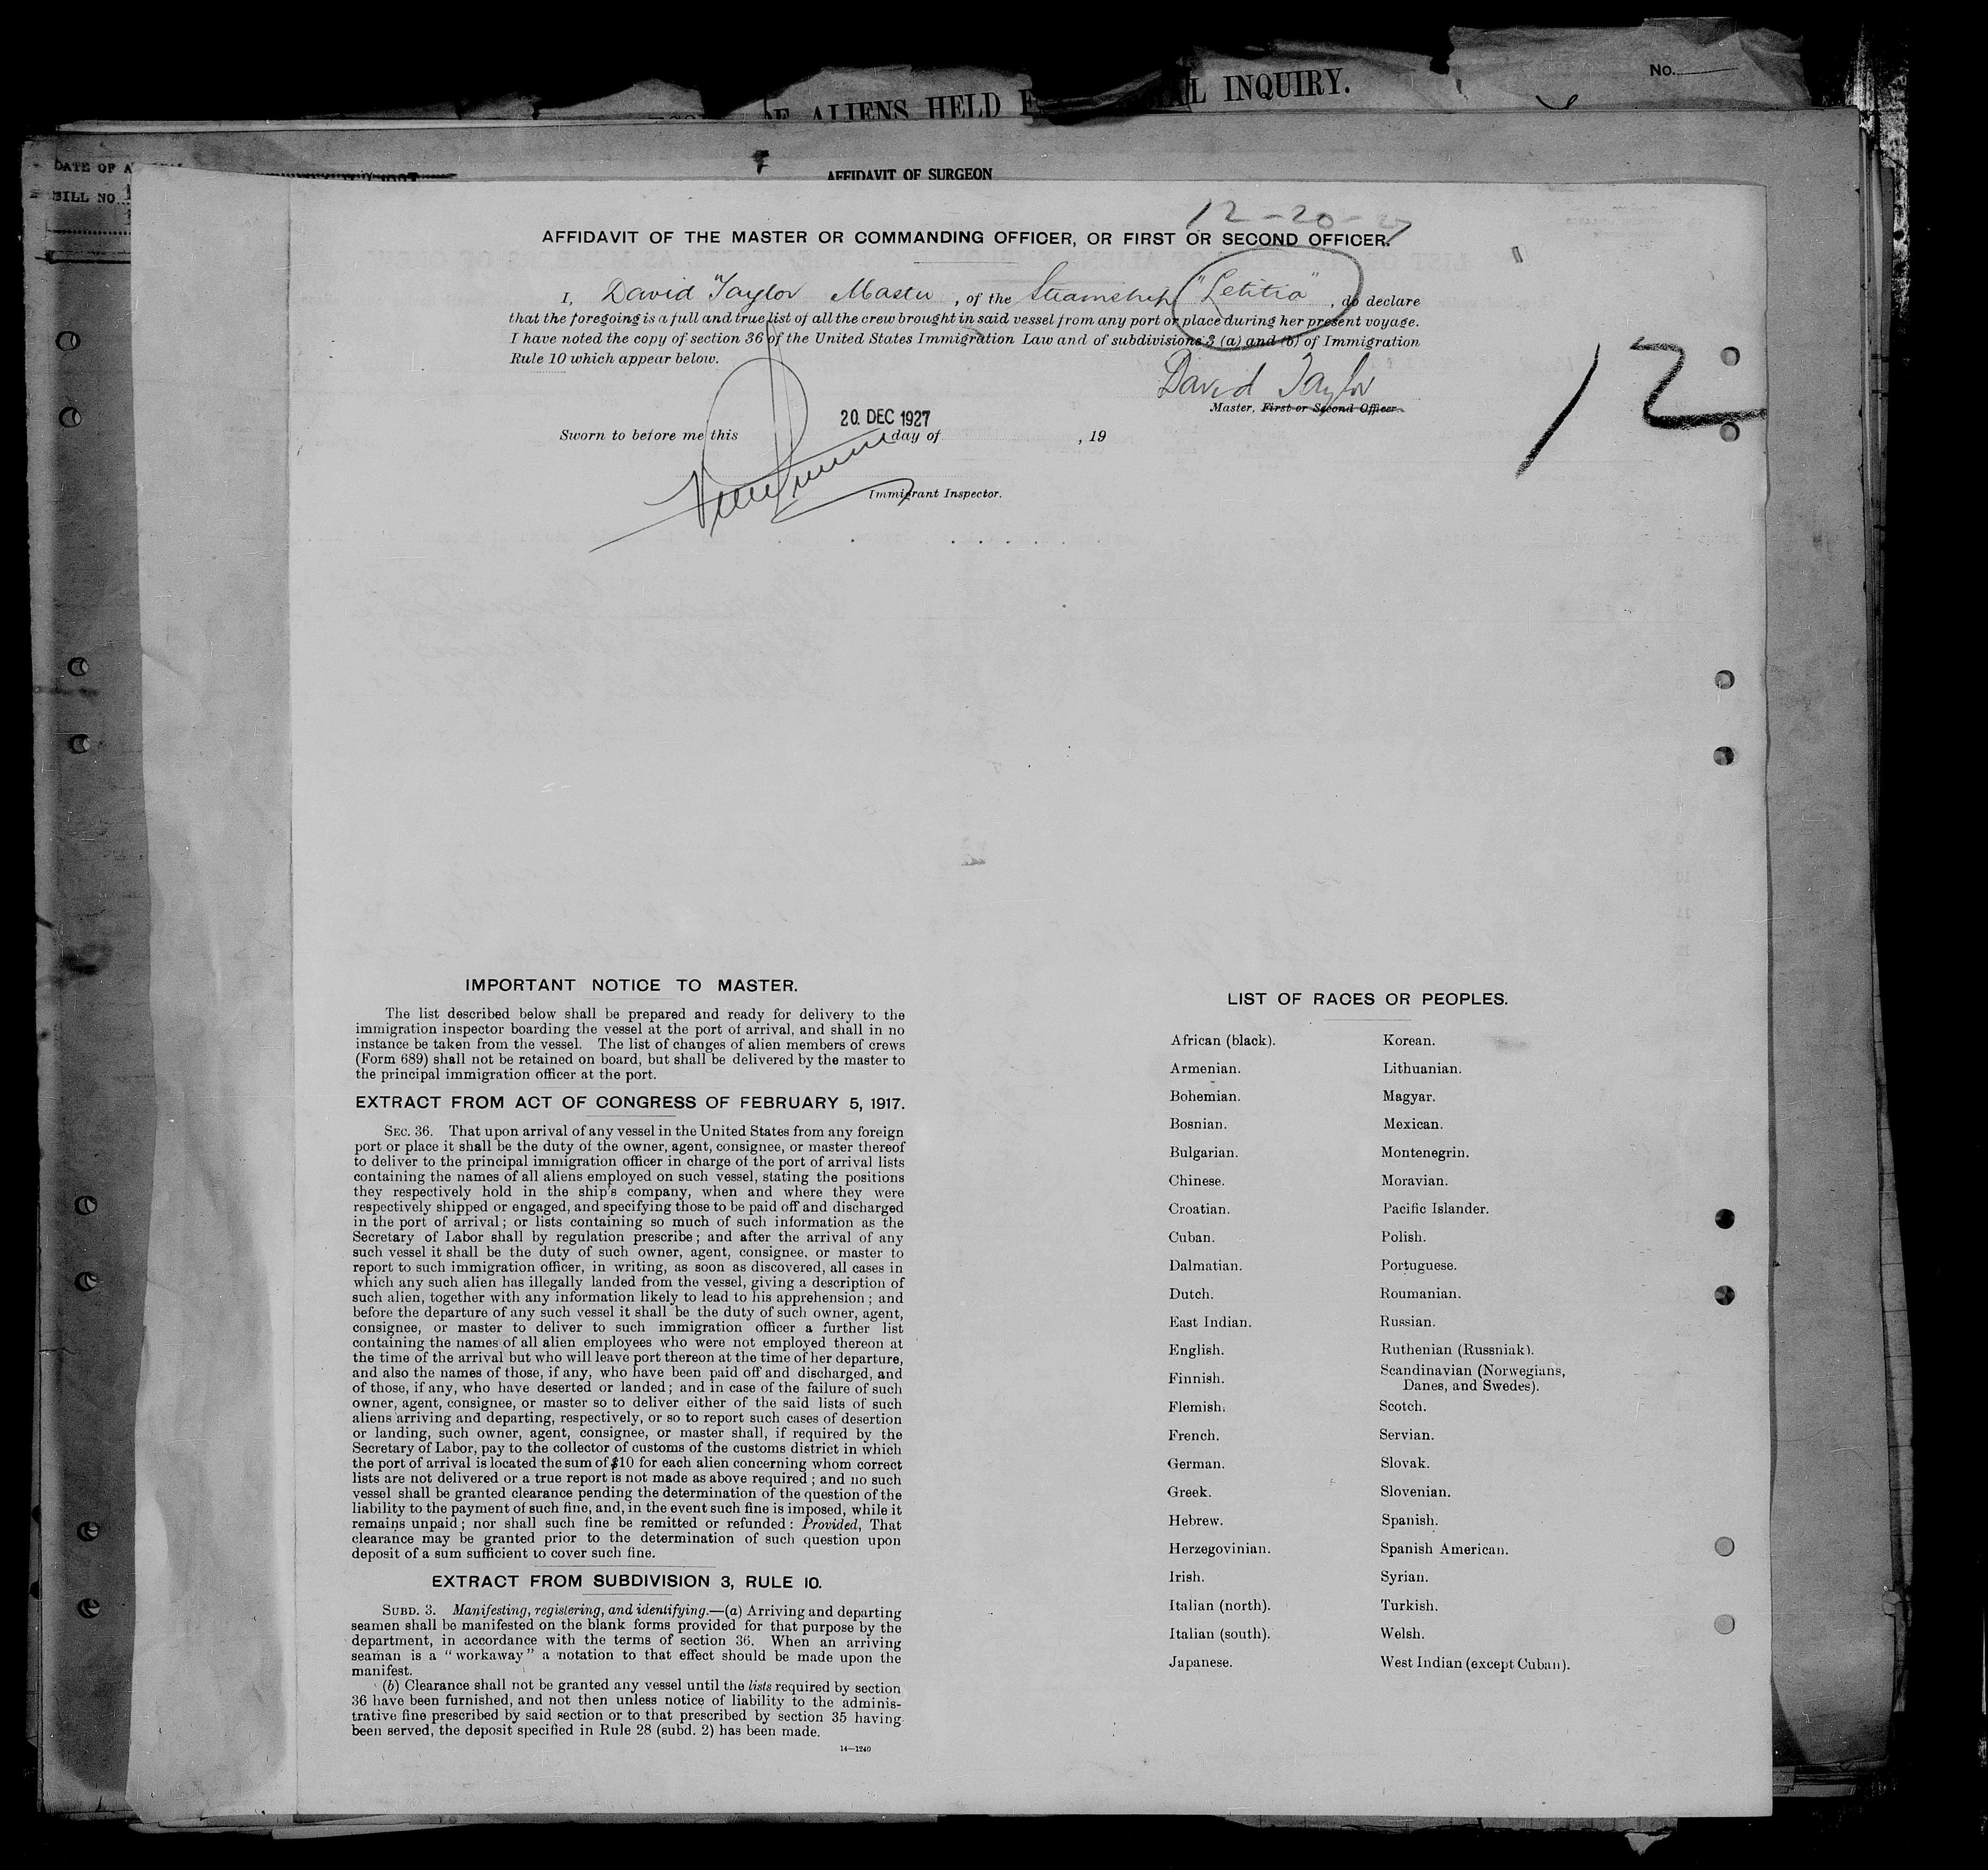 No.
OF ALIENS HELD L INQUIRY.
DATE OF A
BILL NO.
AFFIDAVIT OF SURGEON
12-20-27
AFFIDAVIT OF THE MASTER OR COMMANDING OFFICER, OR FIRST OR SECOND OFFICER.
I, David Taylor Master, of the Steamship "Letitia", do declare
that the foregoing is a full and true list of all the crew brought in said vessel from any port or place during her present voyage.
I have noted the copy of section 36 of the United States Immigration Law and of subdivisions 3 (a) and (b) of Immigration
Rule 10 which appear below.
David Taylor
Master, First or Second Officer.
12
20. DEC 1927
Sworn to before me this day of , 19
Immigrant Inspector.
IMPORTANT NOTICE TO MASTER.
The list described below shall be prepared and ready for delivery to the
immigration inspector boarding the vessel at the port of arrival, and shall in no
instance be taken from the vessel. The list of changes of alien members of crews
(Form 689) shall not be retained on board, but shall be delivered by the master to
the principal immigration officer at the port.
EXTRACT FROM ACT OF CONGRESS OF FEBRUARY 5, 1917.
SEC. 36. That upon arrival of any vessel in the United States from any foreign
port or place it shall be the duty of the owner, agent, consignee, or master thereof
to deliver to the principal immigration officer in charge of the port of arrival lists
containing the names of all aliens employed on such vessel, stating the positions
they respectively hold in the ship's company, when and where they were
respectively shipped or engaged, and specifying those to be paid off and discharged
in the port of arrival; or lists containing so much of such information as the
Secretary of Labor shall by regulation prescribe; and after the arrival of any
such vessel it shall be the duty of such owner, agent, consignee, or master to
report to such immigration officer, in writing, as soon as discovered, all cases in
which any such alien has illegally landed from the vessel, giving a description of
such alien, together with any information likely to lead to his apprehension; and
before the departure of any such vessel it shall be the duty of such owner, agent,
consignee, or master to deliver to such immigration officer a further list
containing the names of all alien employees who were not employed thereon at
the time of the arrival but who will leave port thereon at the time of her departure,
and also the names of those, if any, who have been paid off and discharged, and
of those, if any, who have deserted or landed; and in case of the failure of such
owner, agent, consignee, or master so to deliver either of the said lists of such
aliens arriving and departing, respectively, or so to report such cases of desertion
or landing, such owner, agent, consignee, or master shall, if required by the
Secretary of Labor, pay to the collector of customs of the customs district in which
the port of arrival is located the sum of $10 for each alien concerning whom correct
lists are not delivered or a true report is not made as above required; and no such
vessel shall be granted clearance pending the determination of the question of the
liability to the payment of such fine, and, in the event such fine is imposed, while it
remains unpaid; nor shall such fine be remitted or refunded: Provided, That
clearance may be granted prior to the determination of such question upon
deposit of a sum sufficient to cover such fine.
EXTRACT FROM SUBDIVISION 3, RULE 10.
SUBD. 3. Manifesting, registering, and identifying.—(a) Arriving and departing
seamen shall be manifested on the blank forms provided for that purpose by the
department, in accordance with the terms of section 36. When an arriving
seaman is a "workaway" a notation to that effect should be made upon the
manifest.
(b) Clearance shall not be granted any vessel until the lists required by section
36 have been furnished, and not then unless notice of liability to the adminis-
trative fine prescribed by said section or to that prescribed by section 35 having
been served, the deposit specified in Rule 28 (subd. 2) has been made.
14—1240
LIST OF RACES OR PEOPLES.
African (black).
Armenian.
Bohemian.
Bosnian.
Bulgarian.
Chinese.
Croatian.
Cuban.
Dalmatian.
Dutch.
East Indian.
English.
Finnish.
Flemish.
French.
German.
Greek.
Hebrew.
Herzegovinian.
Irish.
Italian (north).
Italian (south).
Japanese.
Korean.
Lithuanian.
Magyar.
Mexican.
Montenegrin.
Moravian.
Pacific Islander.
Polish.
Portuguese.
Roumanian.
Russian.
Ruthenian (Russniak).
Scandinavian (Norwegians,
Danes, and Swedes).
Scotch.
Servian.
Slovak.
Slovenian.
Spanish.
Spanish American.
Syrian.
Turkish.
Welsh.
West Indian (except Cuban).